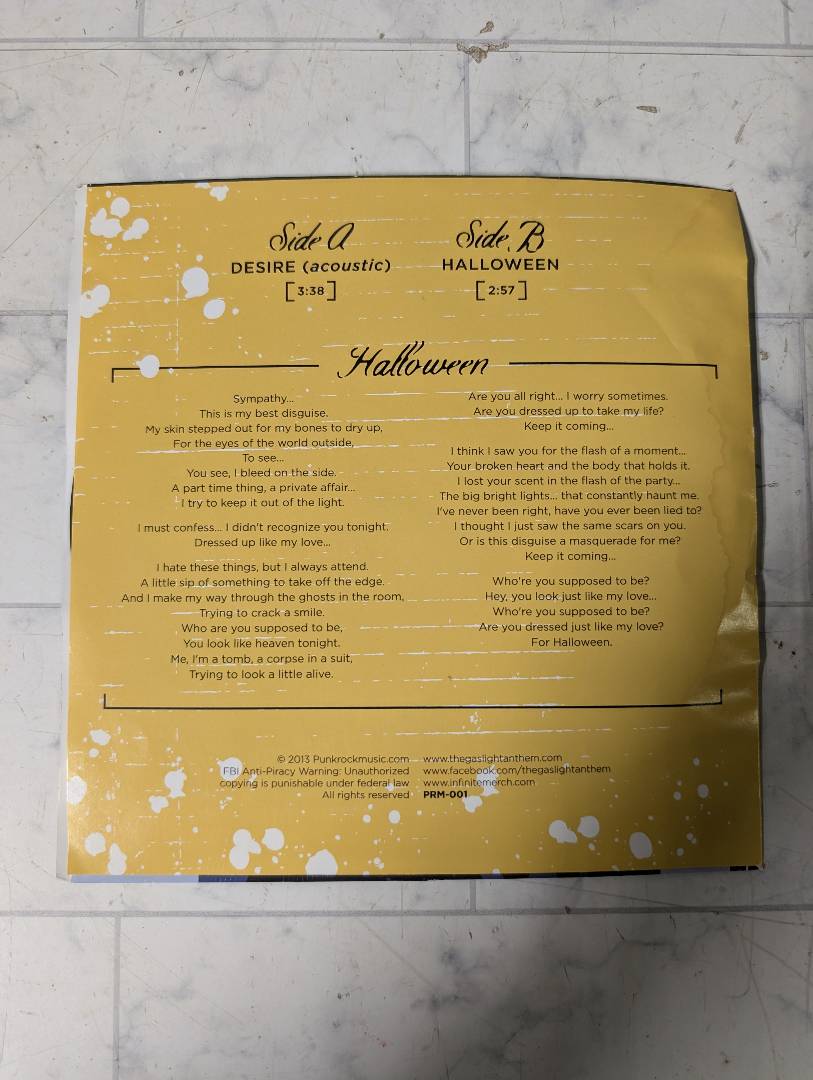 Side A
DESIRE (acoustic)
[3:38]
Side B
HALLOWEEN
[2:57]
Halloween
Sympathy...
This is my best disguise.
My skin stepped out for my bones to dry up,
For the eyes of the world outside,
To see...
You see, I bleed on the side.
A part time thing, a private affair...
I try to keep it out of the light.
I must confess... I didn't recognize you tonight.
Dressed up like my love...
I hate these things, but I always attend.
A little sip of something to take off the edge.
And I make my way through the ghosts in the room,
Trying to crack a smile.
Who are you supposed to be,
You look like heaven tonight.
Me, I'm a tomb, a corpse in a suit,
Trying to look a little alive.
Are you all right... I worry sometimes.
Are you dressed up to take my life?
Keep it coming...
I think I saw you for the flash of a moment...
Your broken heart and the body that holds it.
I lost your scent in the flash of the party...
The big bright lights... that constantly haunt me.
I've never been right, have you ever been lied to?
I thought I just saw the same scars on you.
Or is this disguise a masquerade for me?
Keep it coming...
Who're you supposed to be?
Hey, you look just like my love...
Who're you supposed to be?
Are you dressed just like my love?
For Halloween.
© 2013 Punkrockmusic.com
FBI Anti-Piracy Warning: Unauthorized
copying is punishable under federal law
All rights reserved
www.thegaslightanthem.com
www.facebook.com/thegaslightanthem
www.infinitemerch.com
PRM-001